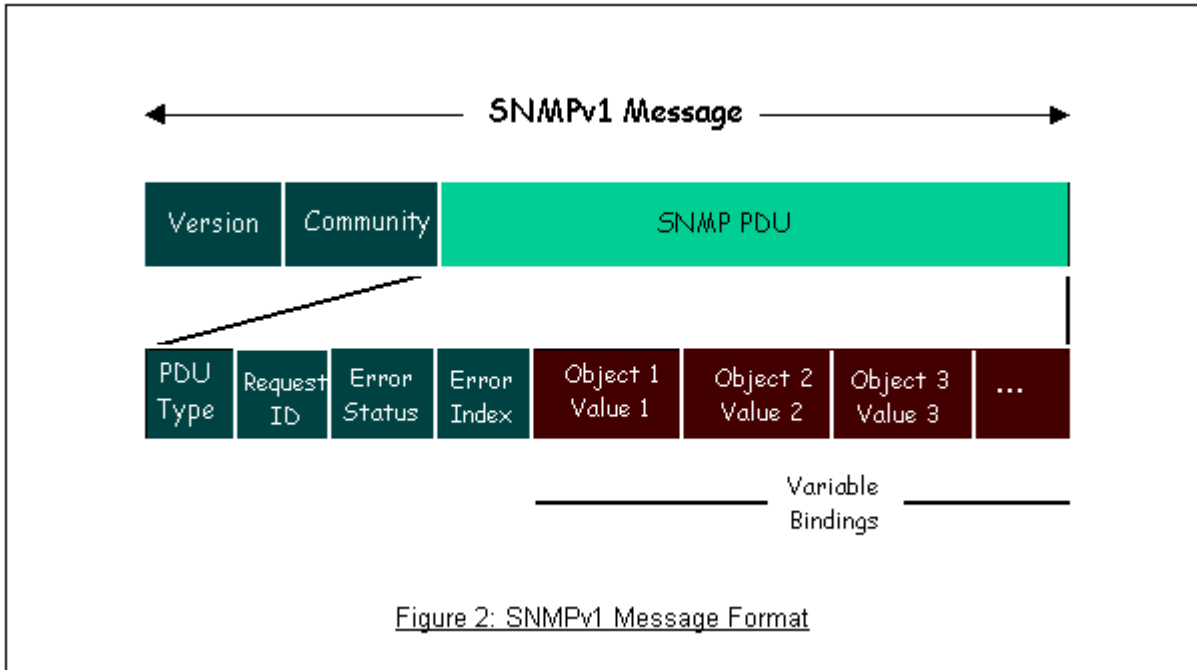 SNMPv1 Message
Version
Community
SNMP PDU
PDU
Type
Request
ID
Error
Status
Error
Index
Object 1
Value 1
Object 2
Value 2
Object 3
Value 3
...
Variable
Bindings
Figure 2: SNMPv1 Message Format